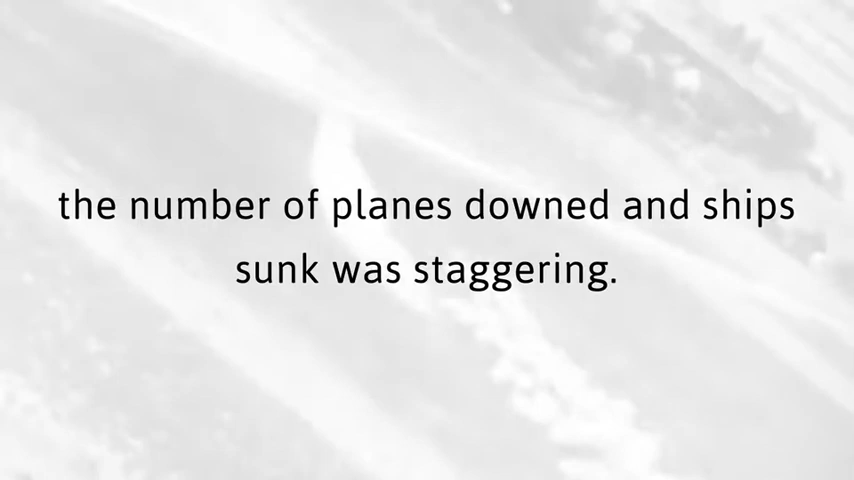 the number of planes downed and ships
sunk was staggering.